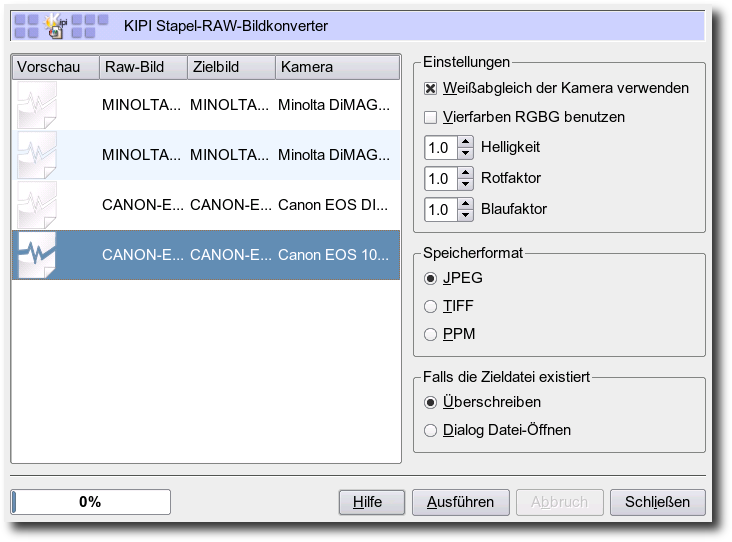 Kipi KIPI Stapel-RAW-Bildkonverter
Vorschau Raw-Bild Zielbild Kamera
MINOLTA... MINOLTA... Minolta DiMAG...
MINOLTA... MINOLTA... Minolta DiMAG...
CANON-E... CANON-E... Canon EOS DI...
CANON-E... CANON-E... Canon EOS 10...
Einstellungen
Weißabgleich der Kamera verwenden
Vierfarben RGBG benutzen
1.0 Helligkeit
1.0 Rotfaktor
1.0 Blaufaktor
Speicherformat
JPEG
TIFF
PPM
Falls die Zieldatei existiert
Überschreiben
Dialog Datei-Öffnen
0% Hilfe Ausführen Abbruch Schließen